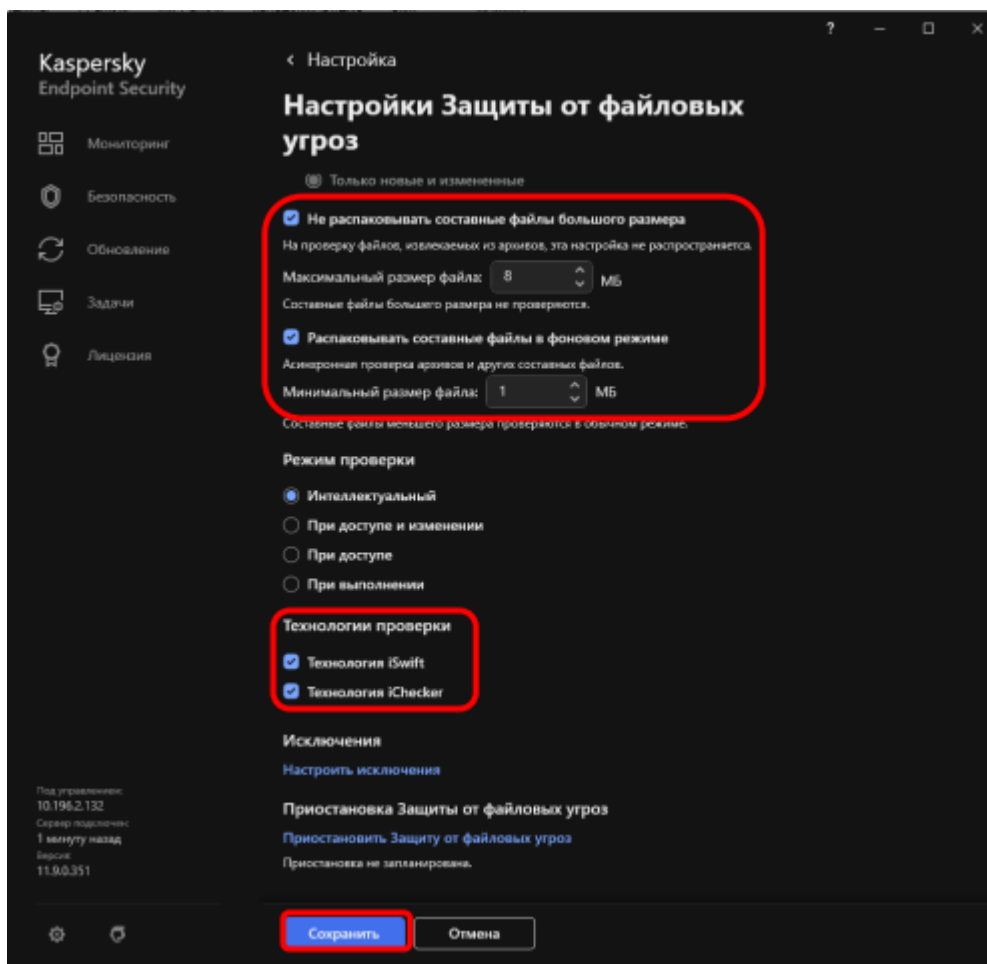 ?
Kaspersky
Endpoint Security
Мониторинг
Безопасность
Обновление
Задачи
Лицензия
Под управлением:
10.196.2.132
Сервер подключен:
1 минуту назад
Версия:
11.9.0.351
Настройка
Настройки Защиты от файловых
угроз
Только новые и измененные
Не распаковывать составные файлы большого размера
На проверку файлов, извлекаемых из архивов, эта настройка не распространяется.
Максимальный размер файла: 8 МБ
Составные файлы большего размера не проверяются.
Распаковывать составные файлы в фоновом режиме
Асинхронная проверка архивов и других составных файлов.
Минимальный размер файла: 1 МБ
Составные файлы меньшего размера проверяются в обычном режиме.
Режим проверки
Интеллектуальный
При доступе и изменении
При доступе
При выполнении
Технологии проверки
Технология iSwift
Технология iChecker
Исключения
Настроить исключения
Приостановка Защиты от файловых угроз
Приостановить Защиту от файловых угроз
Приостановка не запланирована.
Сохранить
Отмена